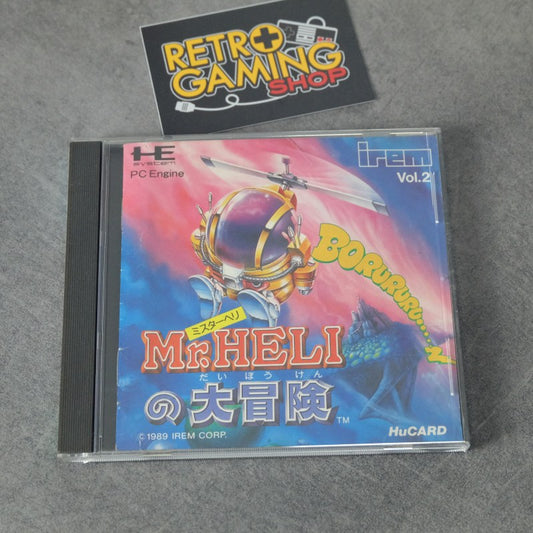 RETRO
GAMING
SHOP
HE
system
PC Engine
irem
Vol.2
BORURURU....N
ミスターヘリ
Mr.HELI
だいぼうけん
の大冒険
TM
© 1989 IREM CORP.
HuCARD